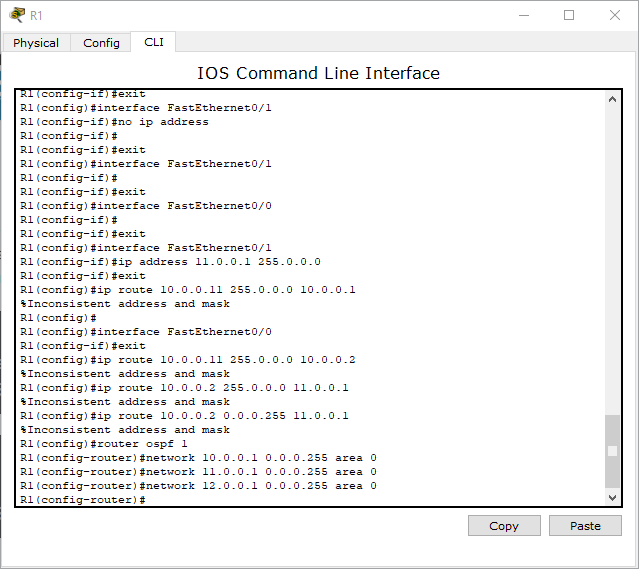 R1
Physical Config CLI
IOS Command Line Interface
R1(config-if)#exit
R1(config)#interface FastEthernet0/1
R1(config-if)#no ip address
R1(config-if)#
R1(config-if)#exit
R1(config)#interface FastEthernet0/1
R1(config-if)#
R1(config-if)#exit
R1(config)#interface FastEthernet0/0
R1(config-if)#
R1(config-if)#exit
R1(config)#interface FastEthernet0/1
R1(config-if)#ip address 11.0.0.1 255.0.0.0
R1(config-if)#exit
R1(config)#ip route 10.0.0.11 255.0.0.0 10.0.0.1
%Inconsistent address and mask
R1(config)#
R1(config)#interface FastEthernet0/0
R1(config-if)#exit
R1(config)#ip route 10.0.0.11 255.0.0.0 10.0.0.2
%Inconsistent address and mask
R1(config)#ip route 10.0.0.2 255.0.0.0 11.0.0.1
%Inconsistent address and mask
R1(config)#ip route 10.0.0.2 0.0.0.255 11.0.0.1
%Inconsistent address and mask
R1(config)#router ospf 1
R1(config-router)#network 10.0.0.1 0.0.0.255 area 0
R1(config-router)#network 11.0.0.1 0.0.0.255 area 0
R1(config-router)#network 12.0.0.1 0.0.0.255 area 0
R1(config-router)#
Copy Paste